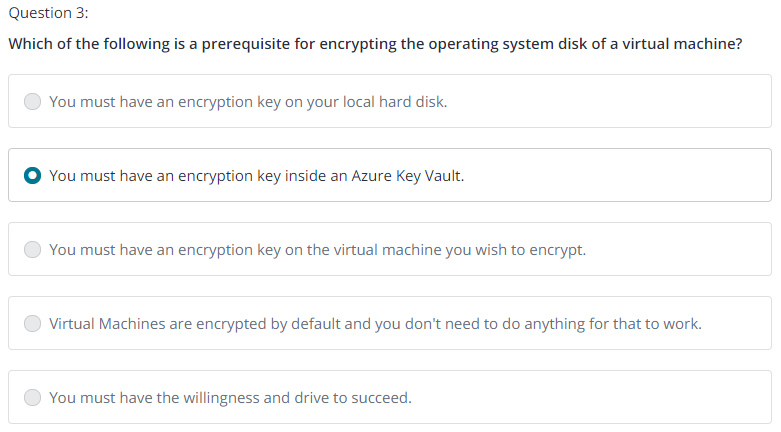 Question 3:
Which of the following is a prerequisite for encrypting the operating system disk of a virtual machine?
You must have an encryption key on your local hard disk.
You must have an encryption key inside an Azure Key Vault.
You must have an encryption key on the virtual machine you wish to encrypt.
Virtual Machines are encrypted by default and you don't need to do anything for that to work.
You must have the willingness and drive to succeed.